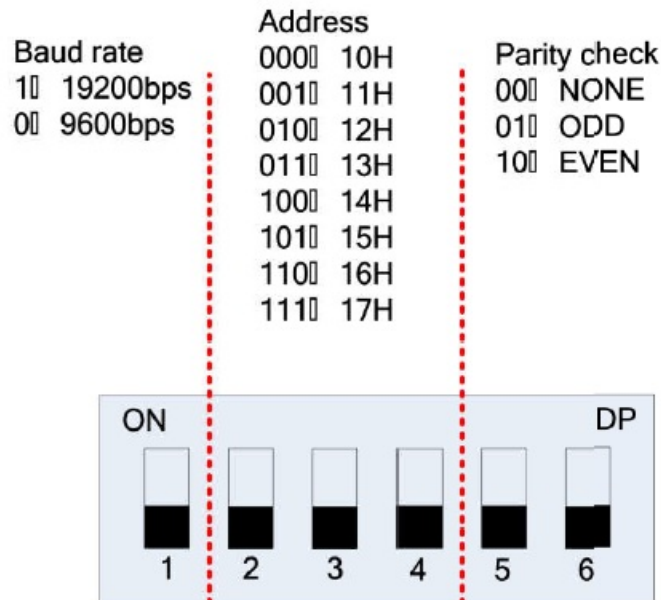 Baud rate
1▯ 19200bps
0▯ 9600bps
Address
000▯ 10H
001▯ 11H
010▯ 12H
011▯ 13H
100▯ 14H
101▯ 15H
110▯ 16H
111▯ 17H
Parity check
00▯ NONE
01▯ ODD
10▯ EVEN
ON DP
1 2 3 4 5 6